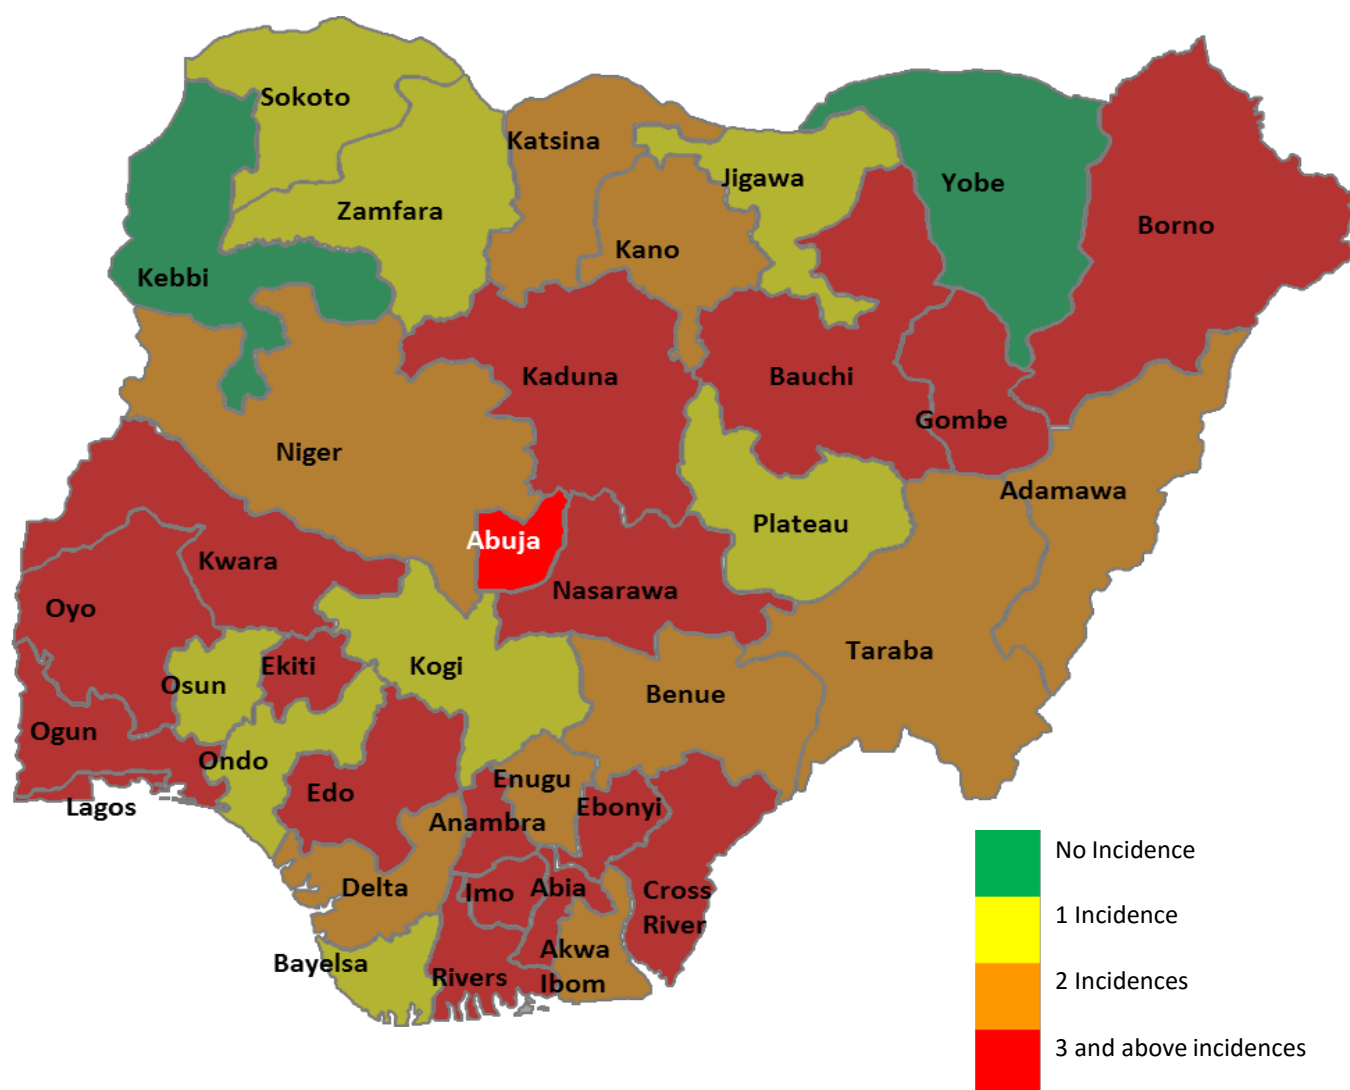 Sokoto
Katsina
Jigawa
Yobe
Zamfara
Borno
Kano
Kebbi
Kaduna
Bauchi
Gombe
Niger
Adamawa
Plateau
Abuja
Kwara
Nasarawa
Oyo
Taraba
Ekiti
Kogi
Osun
Benue
Ogun
Ondo
Enugu
Edo
Ebonyi
Lagos
Anambra
Delta
Imo
Abia
Cross
River
Akwa
Ibom
Bayelsa
Rivers
No Incidence
1 Incidence
2 Incidences
3 and above incidences